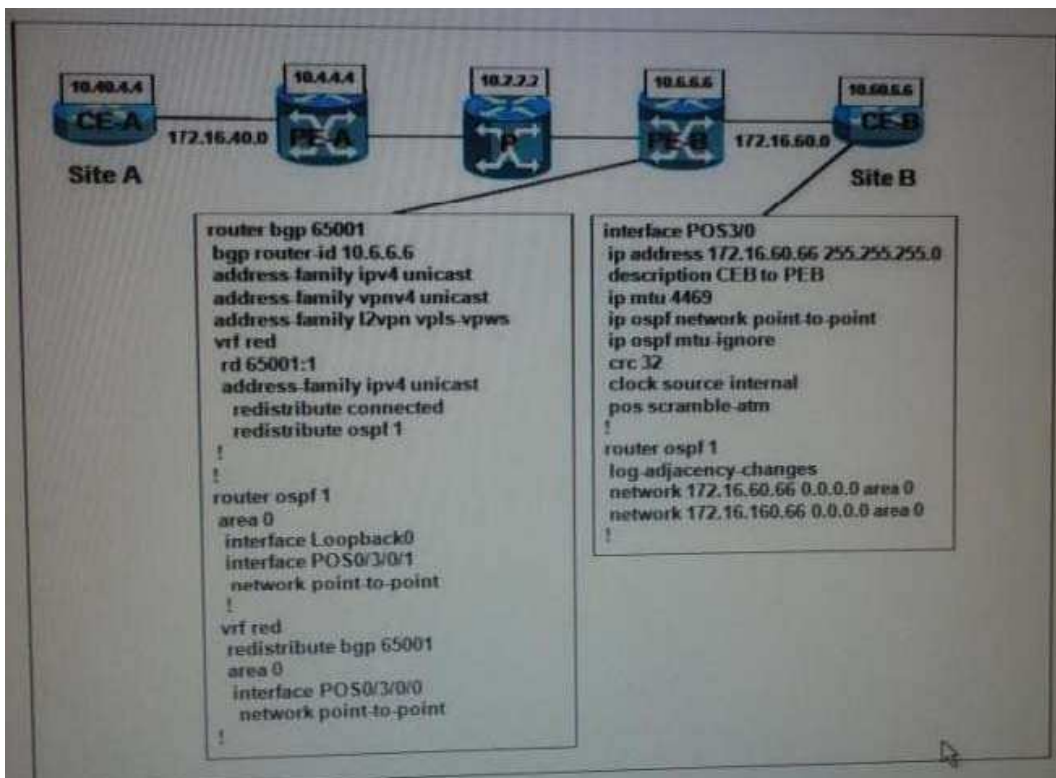 10.40.4.4
10.4.4.4
10.2.2.2
10.6.6.6
10.60.6.6
CE-A
172.16.40.0
PE-A
P
PE-B
172.16.60.0
CE-B
Site A
Site B
router bgp 65001
bgp router-id 10.6.6.6
address-family ipv4 unicast
address-family vpnv4 unicast
address-family l2vpn vpls-vpws
vrf red
rd 65001:1
address-family ipv4 unicast
redistribute connected
redistribute ospf 1
!
!
router ospf 1
area 0
interface Loopback0
interface POS0/3/0/1
network point-to-point
!
vrf red
redistribute bgp 65001
area 0
interface POS0/3/0/0
network point-to-point
!
interface POS3/0
ip address 172.16.60.66 255.255.255.0
description CEB to PEB
ip mtu 4469
ip ospf network point-to-point
ip ospf mtu-ignore
crc 32
clock source internal
pos scramble-atm
!
router ospf 1
log-adjacency-changes
network 172.16.60.66 0.0.0.0 area 0
network 172.16.160.66 0.0.0.0 area 0
!